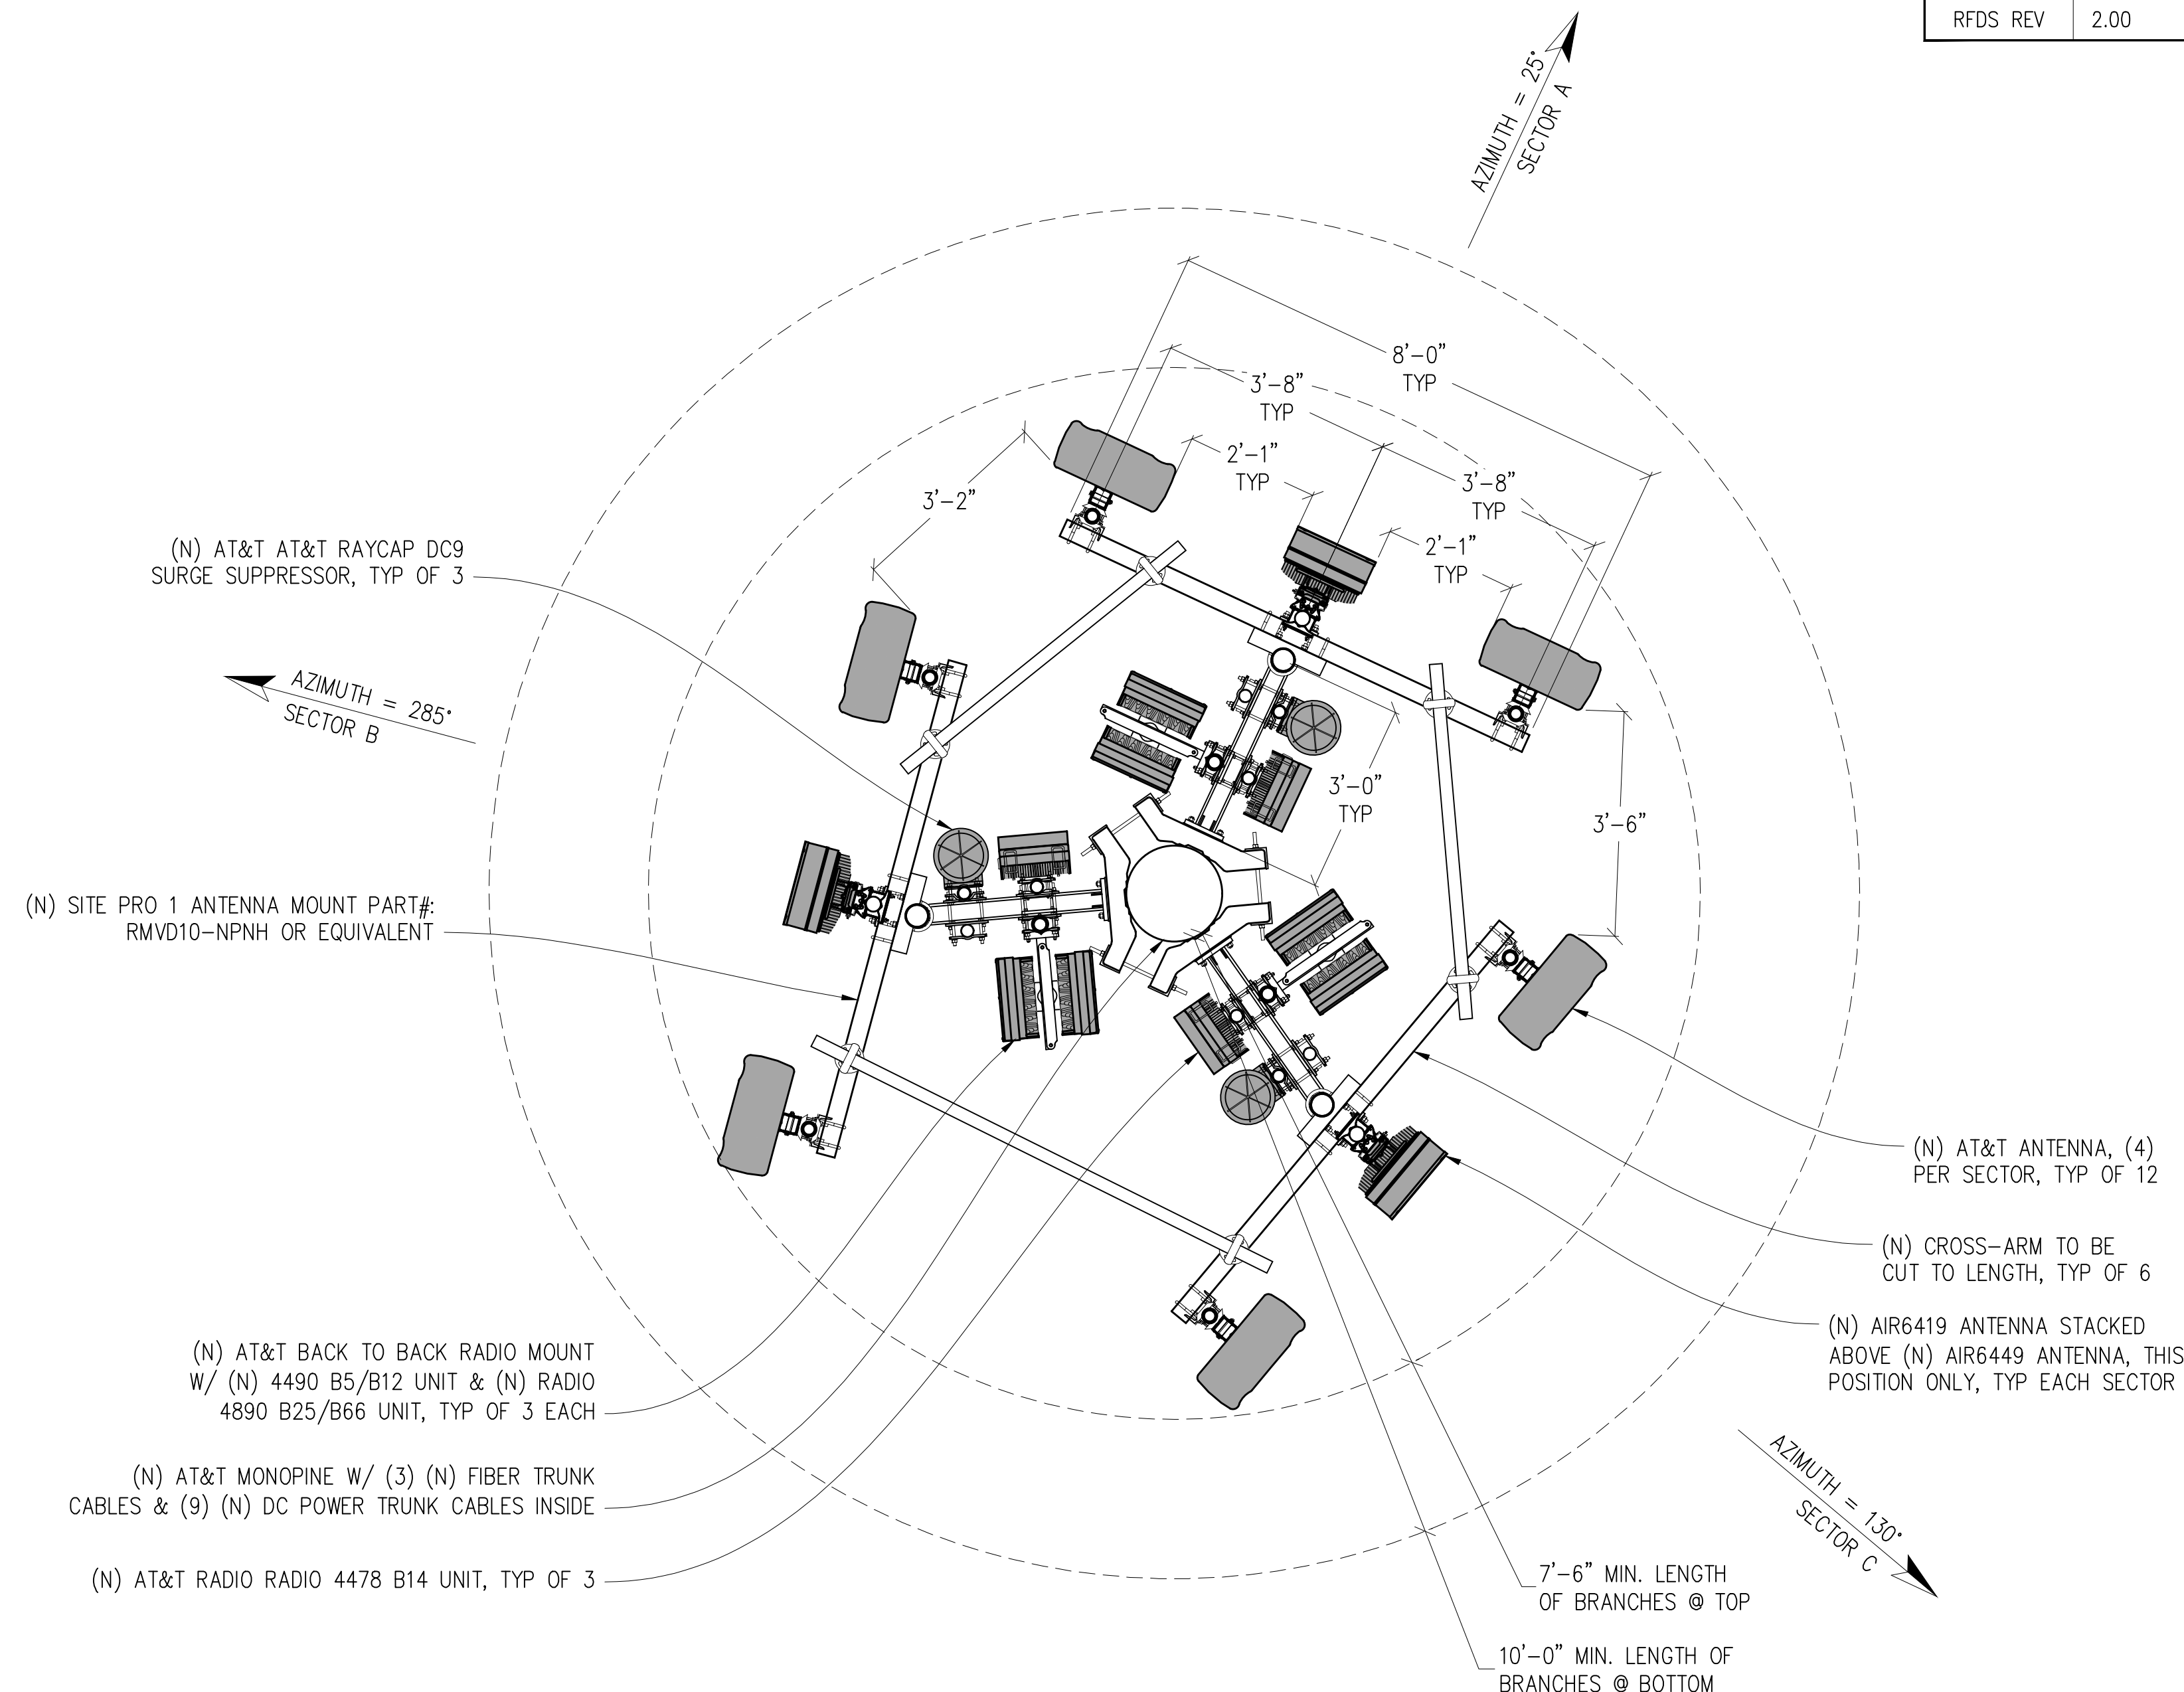 RFDS REV 2.00
AZIMUTH = 25°
SECTOR A
8'-0"
TYP
3'-8"
TYP
2'-1"
TYP
3'-8"
TYP
3'-2"
2'-1"
TYP
(N) AT&T AT&T RAYCAP DC9
SURGE SUPPRESSOR, TYP OF 3
AZIMUTH = 285°
SECTOR B
3'-0"
TYP
3'-6"
(N) SITE PRO 1 ANTENNA MOUNT PART#:
RMVD10-NPNH OR EQUIVALENT
(N) AT&T ANTENNA, (4)
PER SECTOR, TYP OF 12
(N) CROSS-ARM TO BE
CUT TO LENGTH, TYP OF 6
(N) AIR6419 ANTENNA STACKED
ABOVE (N) AIR6449 ANTENNA, THIS
POSITION ONLY, TYP EACH SECTOR
(N) AT&T BACK TO BACK RADIO MOUNT
W/ (N) 4490 B5/B12 UNIT & (N) RADIO
4890 B25/B66 UNIT, TYP OF 3 EACH
(N) AT&T MONOPINE W/ (3) (N) FIBER TRUNK
CABLES & (9) (N) DC POWER TRUNK CABLES INSIDE
(N) AT&T RADIO RADIO 4478 B14 UNIT, TYP OF 3
AZIMUTH = 130°
SECTOR C
7'-6" MIN. LENGTH
OF BRANCHES @ TOP
10'-0" MIN. LENGTH OF
BRANCHES @ BOTTOM